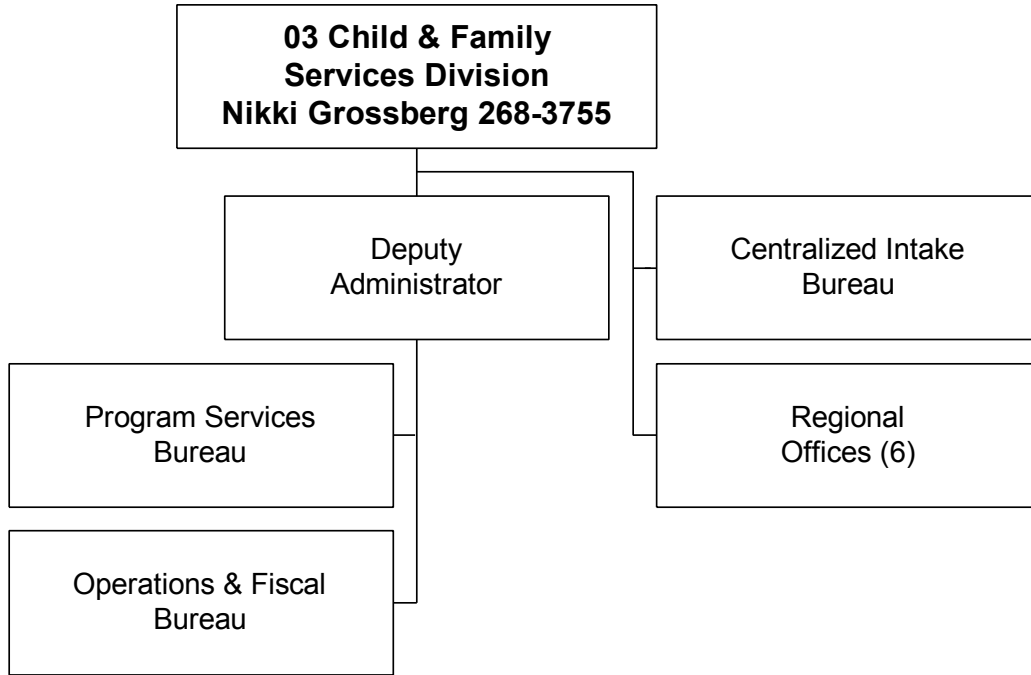 03 Child & Family
Services Division
Nikki Grossberg 268-3755
Deputy
Administrator
Centralized Intake
Bureau
Program Services
Bureau
Regional
Offices (6)
Operations & Fiscal
Bureau